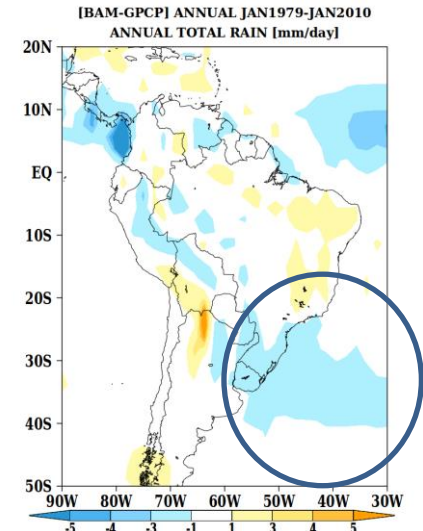 [BAM-GPCP] ANNUAL JAN1979-JAN2010
ANNUAL TOTAL RAIN [mm/day]
20N
10N
EQ
10S
20S
30S
40S
50S
90W 80W 70W 60W 50W 40W 30W
-5 -4 -3 -1 1 3 4 5